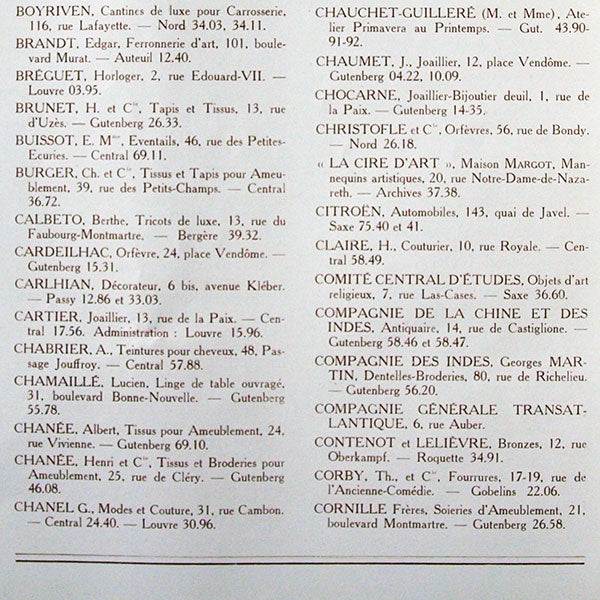 BOYRIVEN, Cantines de luxe pour Carrosserie,
116, rue Lafayette. — Nord 34.03, 34.11.
BRANDT, Edgar, Ferronnerie d'art, 101, boule-
vard Murat. — Auteuil 12.40.
BRÉGUET, Horloger, 2, rue Edouard-VII. —
Louvre 03.95.
BRUNET, H. et Cie, Tapis et Tissus, 13, rue
d'Uzès. — Gutenberg 26.33.
BUISSOT, E. Mme, Eventails, 46, rue des Petites-
Ecuries. — Central 69.11.
BURGER, Ch. et Cie, Tissus et Tapis pour Ameu-
blement, 39, rue des Petits-Champs. — Central
36.72.
CALBETO, Berthe, Tricots de luxe, 13, rue du
Faubourg-Montmartre. — Bergère 39.32.
CARDEILHAC, Orfèvre, 24, place Vendôme. —
Gutenberg 15.31.
CARLHIAN, Décorateur, 6 bis, avenue Kléber.
— Passy 12.86 et 33.03.
CARTIER, Joaillier, 13, rue de la Paix. — Cen-
tral 17.56. Administration : Louvre 15.96.
CHABRIER, A., Teintures pour cheveux, 48, Pas-
sage Jouffroy. — Central 57.88.
CHAMAILLÉ, Lucien, Linge de table ouvragé,
31, boulevard Bonne-Nouvelle. — Gutenberg
55.78.
CHANÉE, Albert, Tissus pour Ameublement, 24,
rue Vivienne. — Gutenberg 69.10.
CHANÉE, Henri et Cie, Tissus et Broderies pour
Ameublement, 25, rue de Cléry. — Gutenberg
46.08.
CHANEL G., Modes et Couture, 31, rue Cambon.
— Central 24.40. — Louvre 30.96.
CHAUCHET-GUILLERÉ (M. et Mme), Ate-
lier Primavera au Printemps. — Gut. 43.90-
91-92.
CHAUMET, J., Joaillier, 12, place Vendôme. —
Gutenberg 04.22, 10.09.
CHOCARNE, Joaillier-Bijoutier deuil, 1, rue de
la Paix. — Gutenberg 14-35.
CHRISTOFLE et Cie, Orfèvres, 56, rue de Bondy.
— Nord 26.18.
« LA CIRE D'ART », Maison MARGOT, Man-
nequins artistiques, 20, rue Notre-Dame-de-Naza-
reth. — Archives 37.38.
CITROËN, Automobiles, 143, quai de Javel. —
Saxe 75.40 et 41.
CLAIRE, H., Couturier, 10, rue Royale. — Cen-
tral 58.49.
COMITÉ CENTRAL D'ÉTUDES, Objets d'art
religieux, 7, rue Las-Cases. — Saxe 36.60.
COMPAGNIE DE LA CHINE ET DES
INDES, Antiquaire, 14, rue de Castiglione. —
Gutenberg 58.46 et 58.47.
COMPAGNIE DES INDES, Georges MAR-
TIN, Dentelles-Broderies, 80, rue de Richelieu.
— Gutenberg 56.20.
COMPAGNIE GÉNÉRALE TRANSAT-
LANTIQUE, 6, rue Auber.
CONTENOT et LELIÈVRE, Bronzes, 12, rue
Oberkampf. — Roquette 34.91.
CORBY, Th., et Cie, Fourrures, 17-19, rue de
l'Ancienne-Comédie. — Gobelins 22.06.
CORNILLE Frères, Soieries d'Ameublement, 21,
boulevard Montmartre. — Gutenberg 26.58.